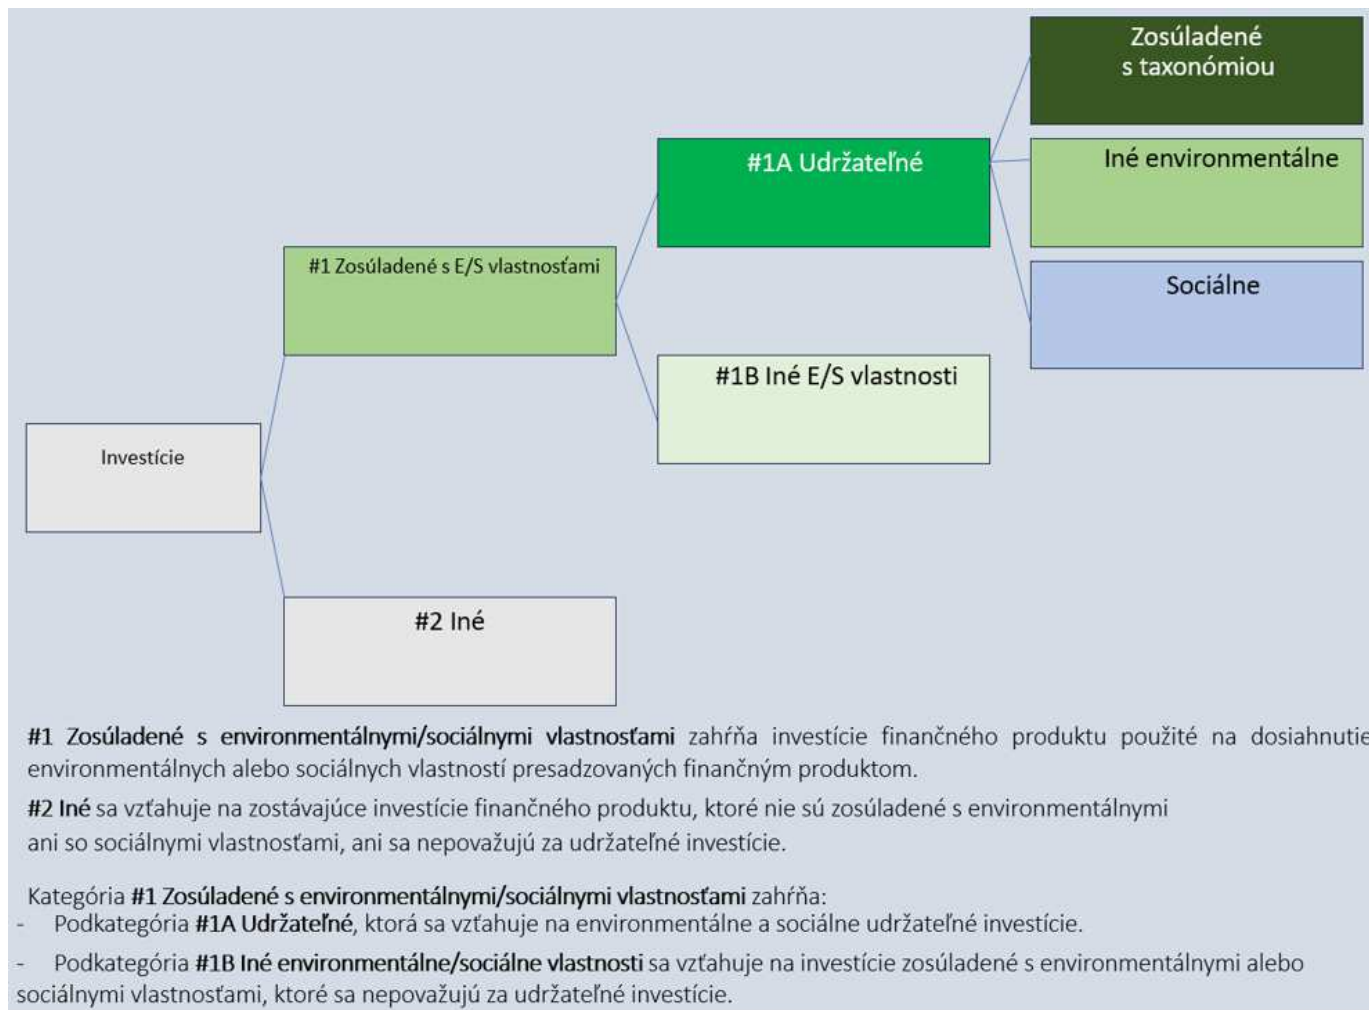 Zosúladené
s taxonómiou
#1A Udržateľné
Iné environmentálne
#1 Zosúladené s E/S vlastnosťami
Sociálne
#1B Iné E/S vlastnosti
Investície
#2 Iné
#1 Zosúladené s environmentálnymi/sociálnymi vlastnosťami zahŕňa investície finančného produktu použité na dosiahnutie
environmentálnych alebo sociálnych vlastností presadzovaných finančným produktom.
#2 Iné sa vzťahuje na zostávajúce investície finančného produktu, ktoré nie sú zosúladené s environmentálnymi
ani so sociálnymi vlastnosťami, ani sa nepovažujú za udržateľné investície.
Kategória #1 Zosúladené s environmentálnymi/sociálnymi vlastnosťami zahŕňa:
- Podkategória #1A Udržateľné, ktorá sa vzťahuje na environmentálne a sociálne udržateľné investície.
- Podkategória #1B Iné environmentálne/sociálne vlastnosti sa vzťahuje na investície zosúladené s environmentálnymi alebo
sociálnymi vlastnosťami, ktoré sa nepovažujú za udržateľné investície.